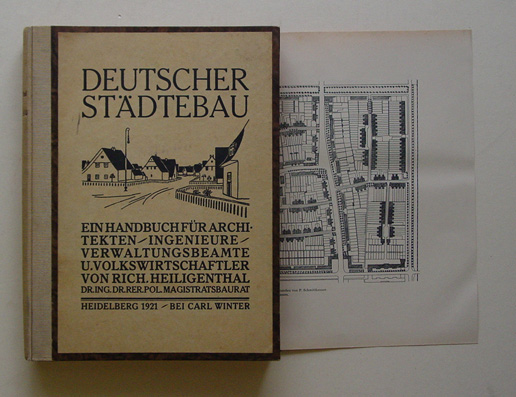 DEUTSCHER
STÄDTEBAU
EIN HANDBUCH FÜR ARCHI-
TEKTEN / INGENIEURE /
VERWALTUNGSBEAMTE
U. VOLKSWIRTSCHAFTLER
VON RICH. HEILIGENTHAL
DR. ING. DR. RER. POL. MAGISTRATSBAURAT
HEIDELBERG 1921 / BEI CARL WINTER